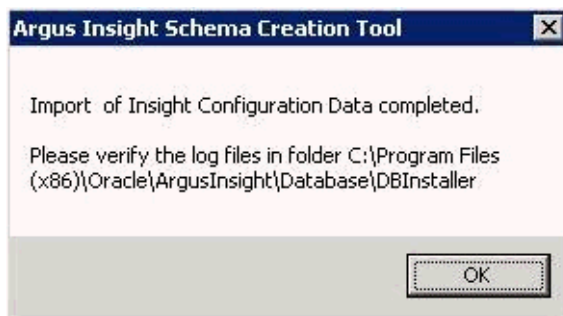 Argus Insight Schema Creation Tool
Import of Insight Configuration Data completed.
Please verify the log files in folder C:\Program Files
(x86)\Oracle\ArgusInsight\Database\DBInstaller
OK